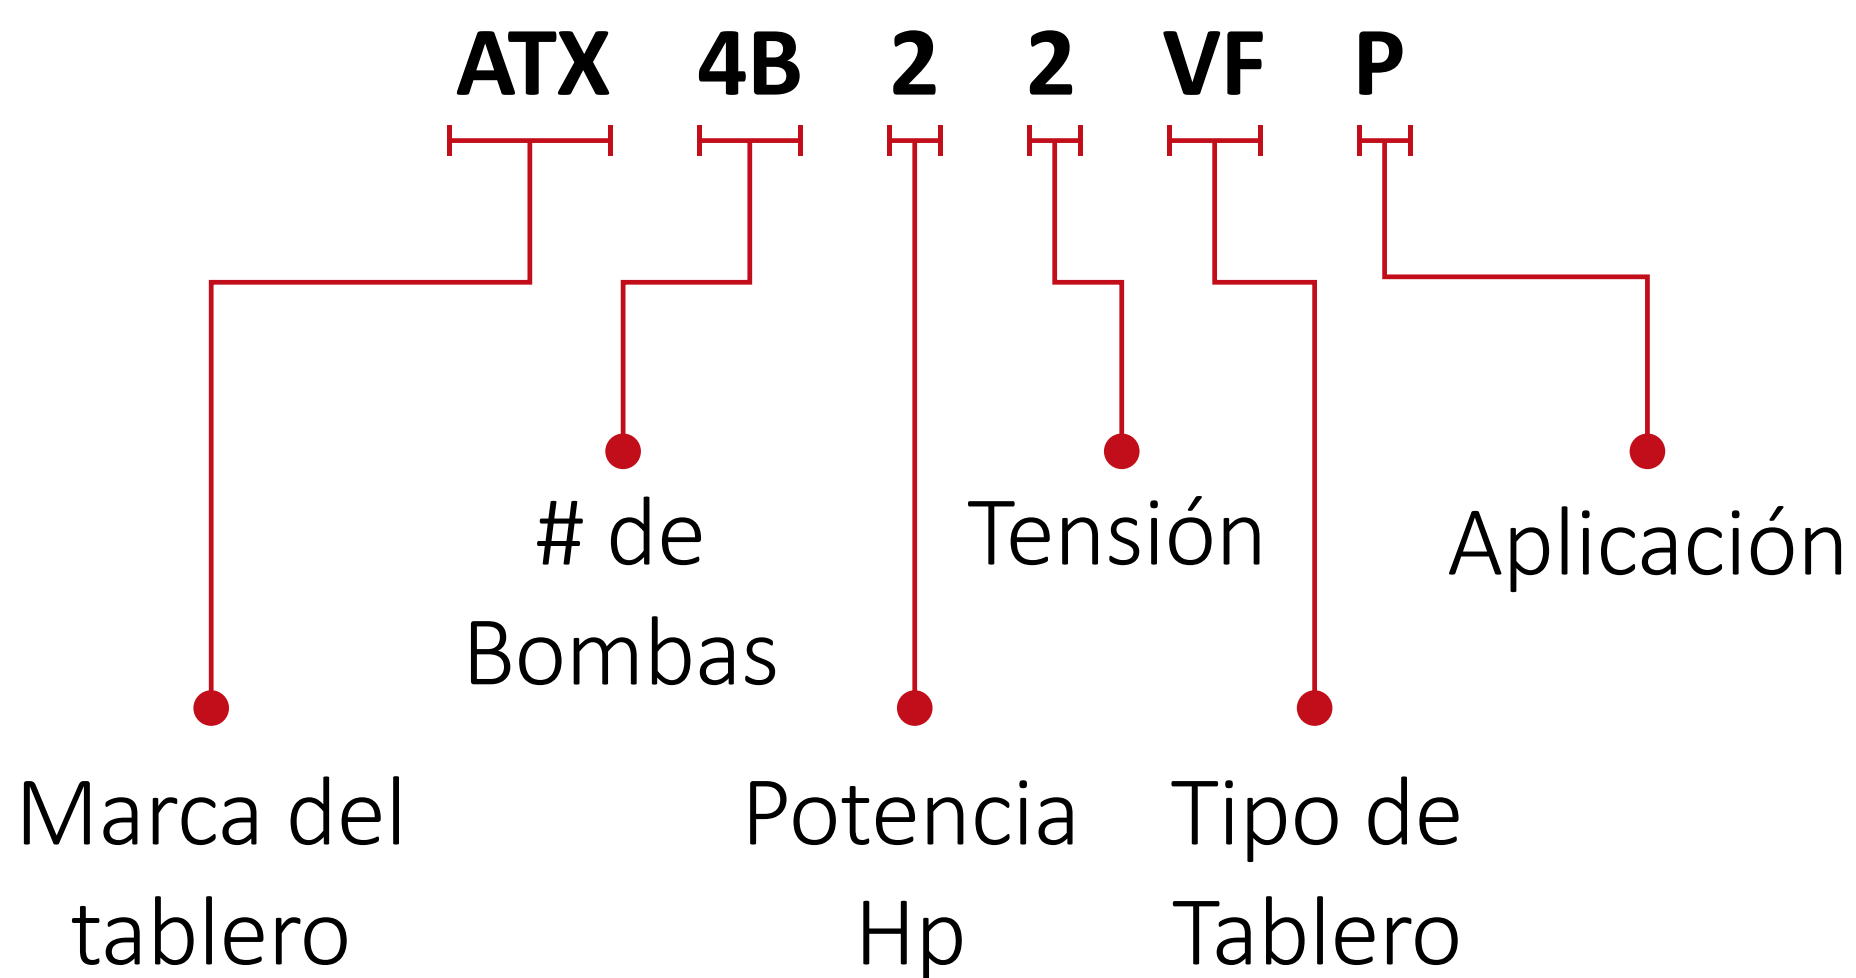 ATX 4B 2 2 VF P
# de
Bombas
Tensión
Aplicación
Marca del
tablero
Potencia
Hp
Tipo de
Tablero